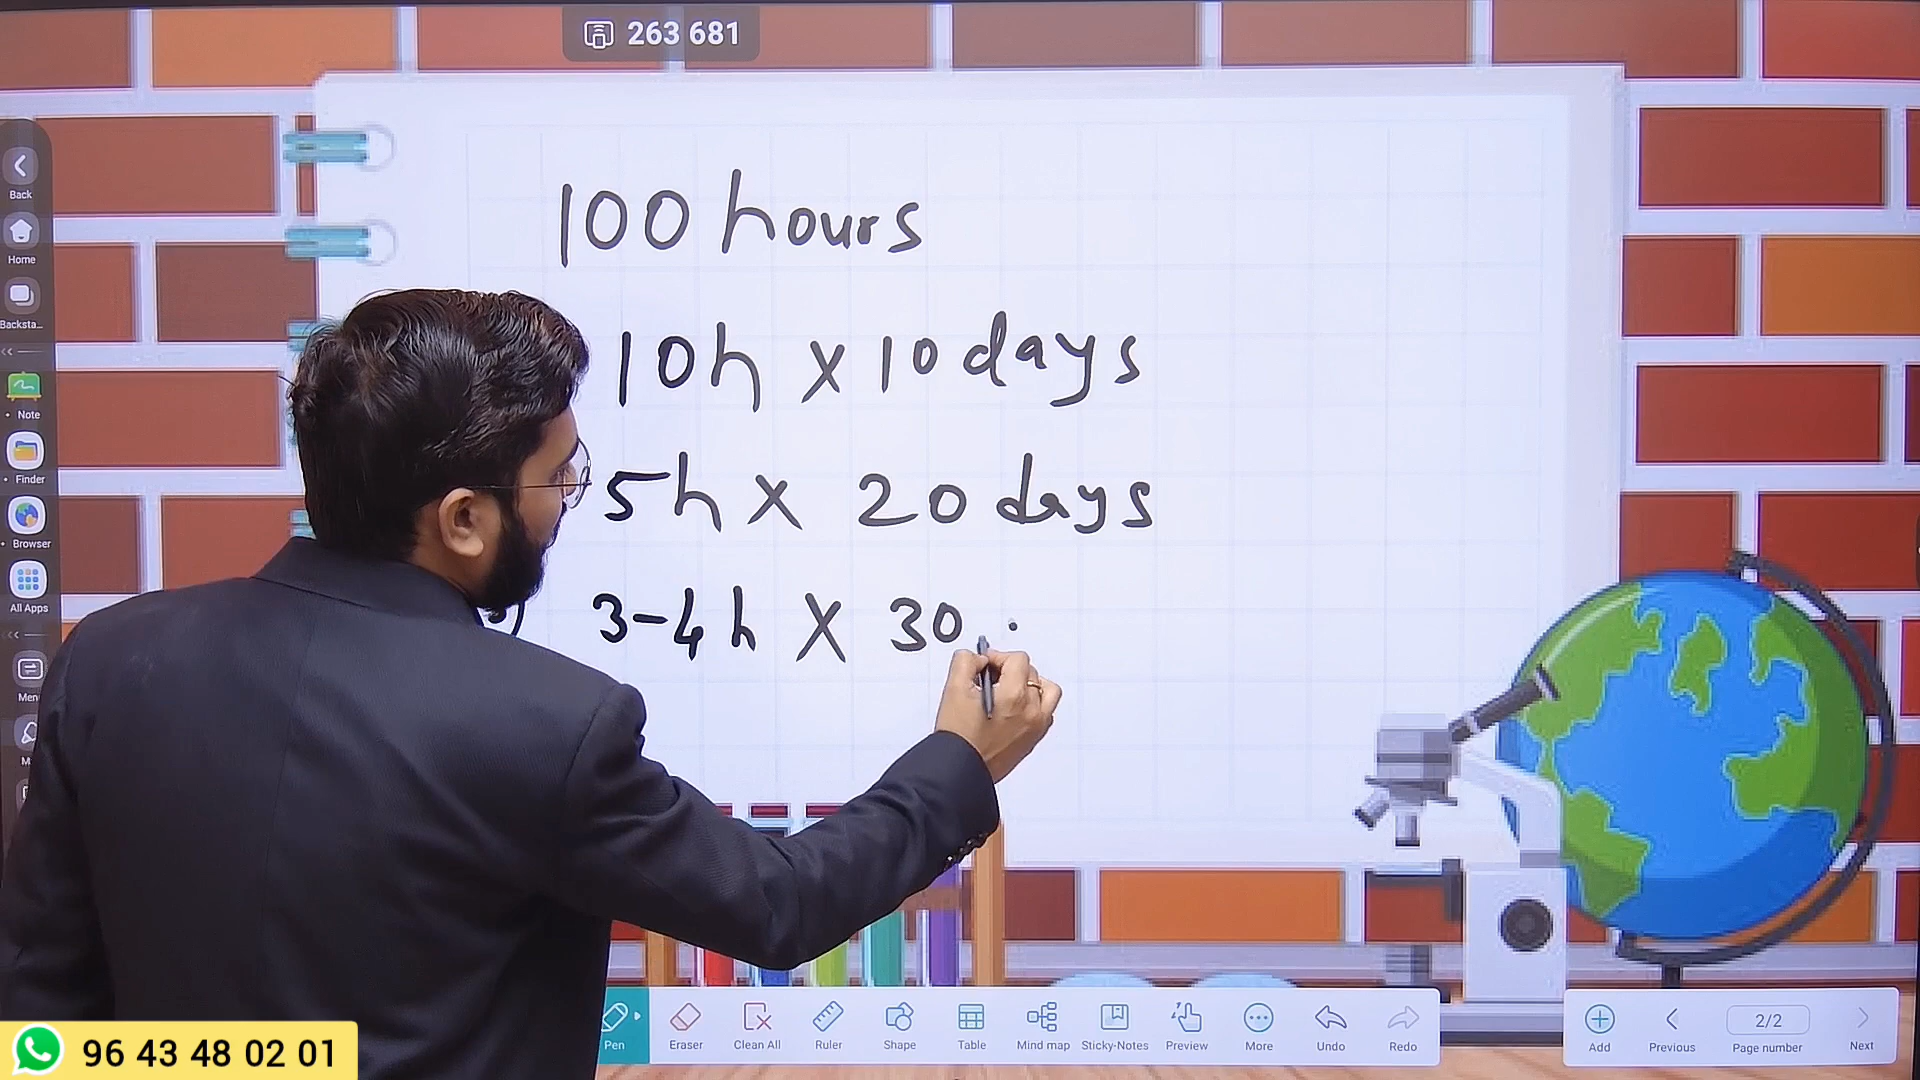 263 681
100 hours
10h x 10 days
5h x 20 days
3-4h x 30
Back
Home
Backsta...
Note
Finder
Browser
All Apps
Pen
Eraser
Clean All
Ruler
Shape
Table
Mind map
Sticky-Notes
Preview
More
Undo
Redo
Add
Previous
2/2
Page number
Next
96 43 48 02 01